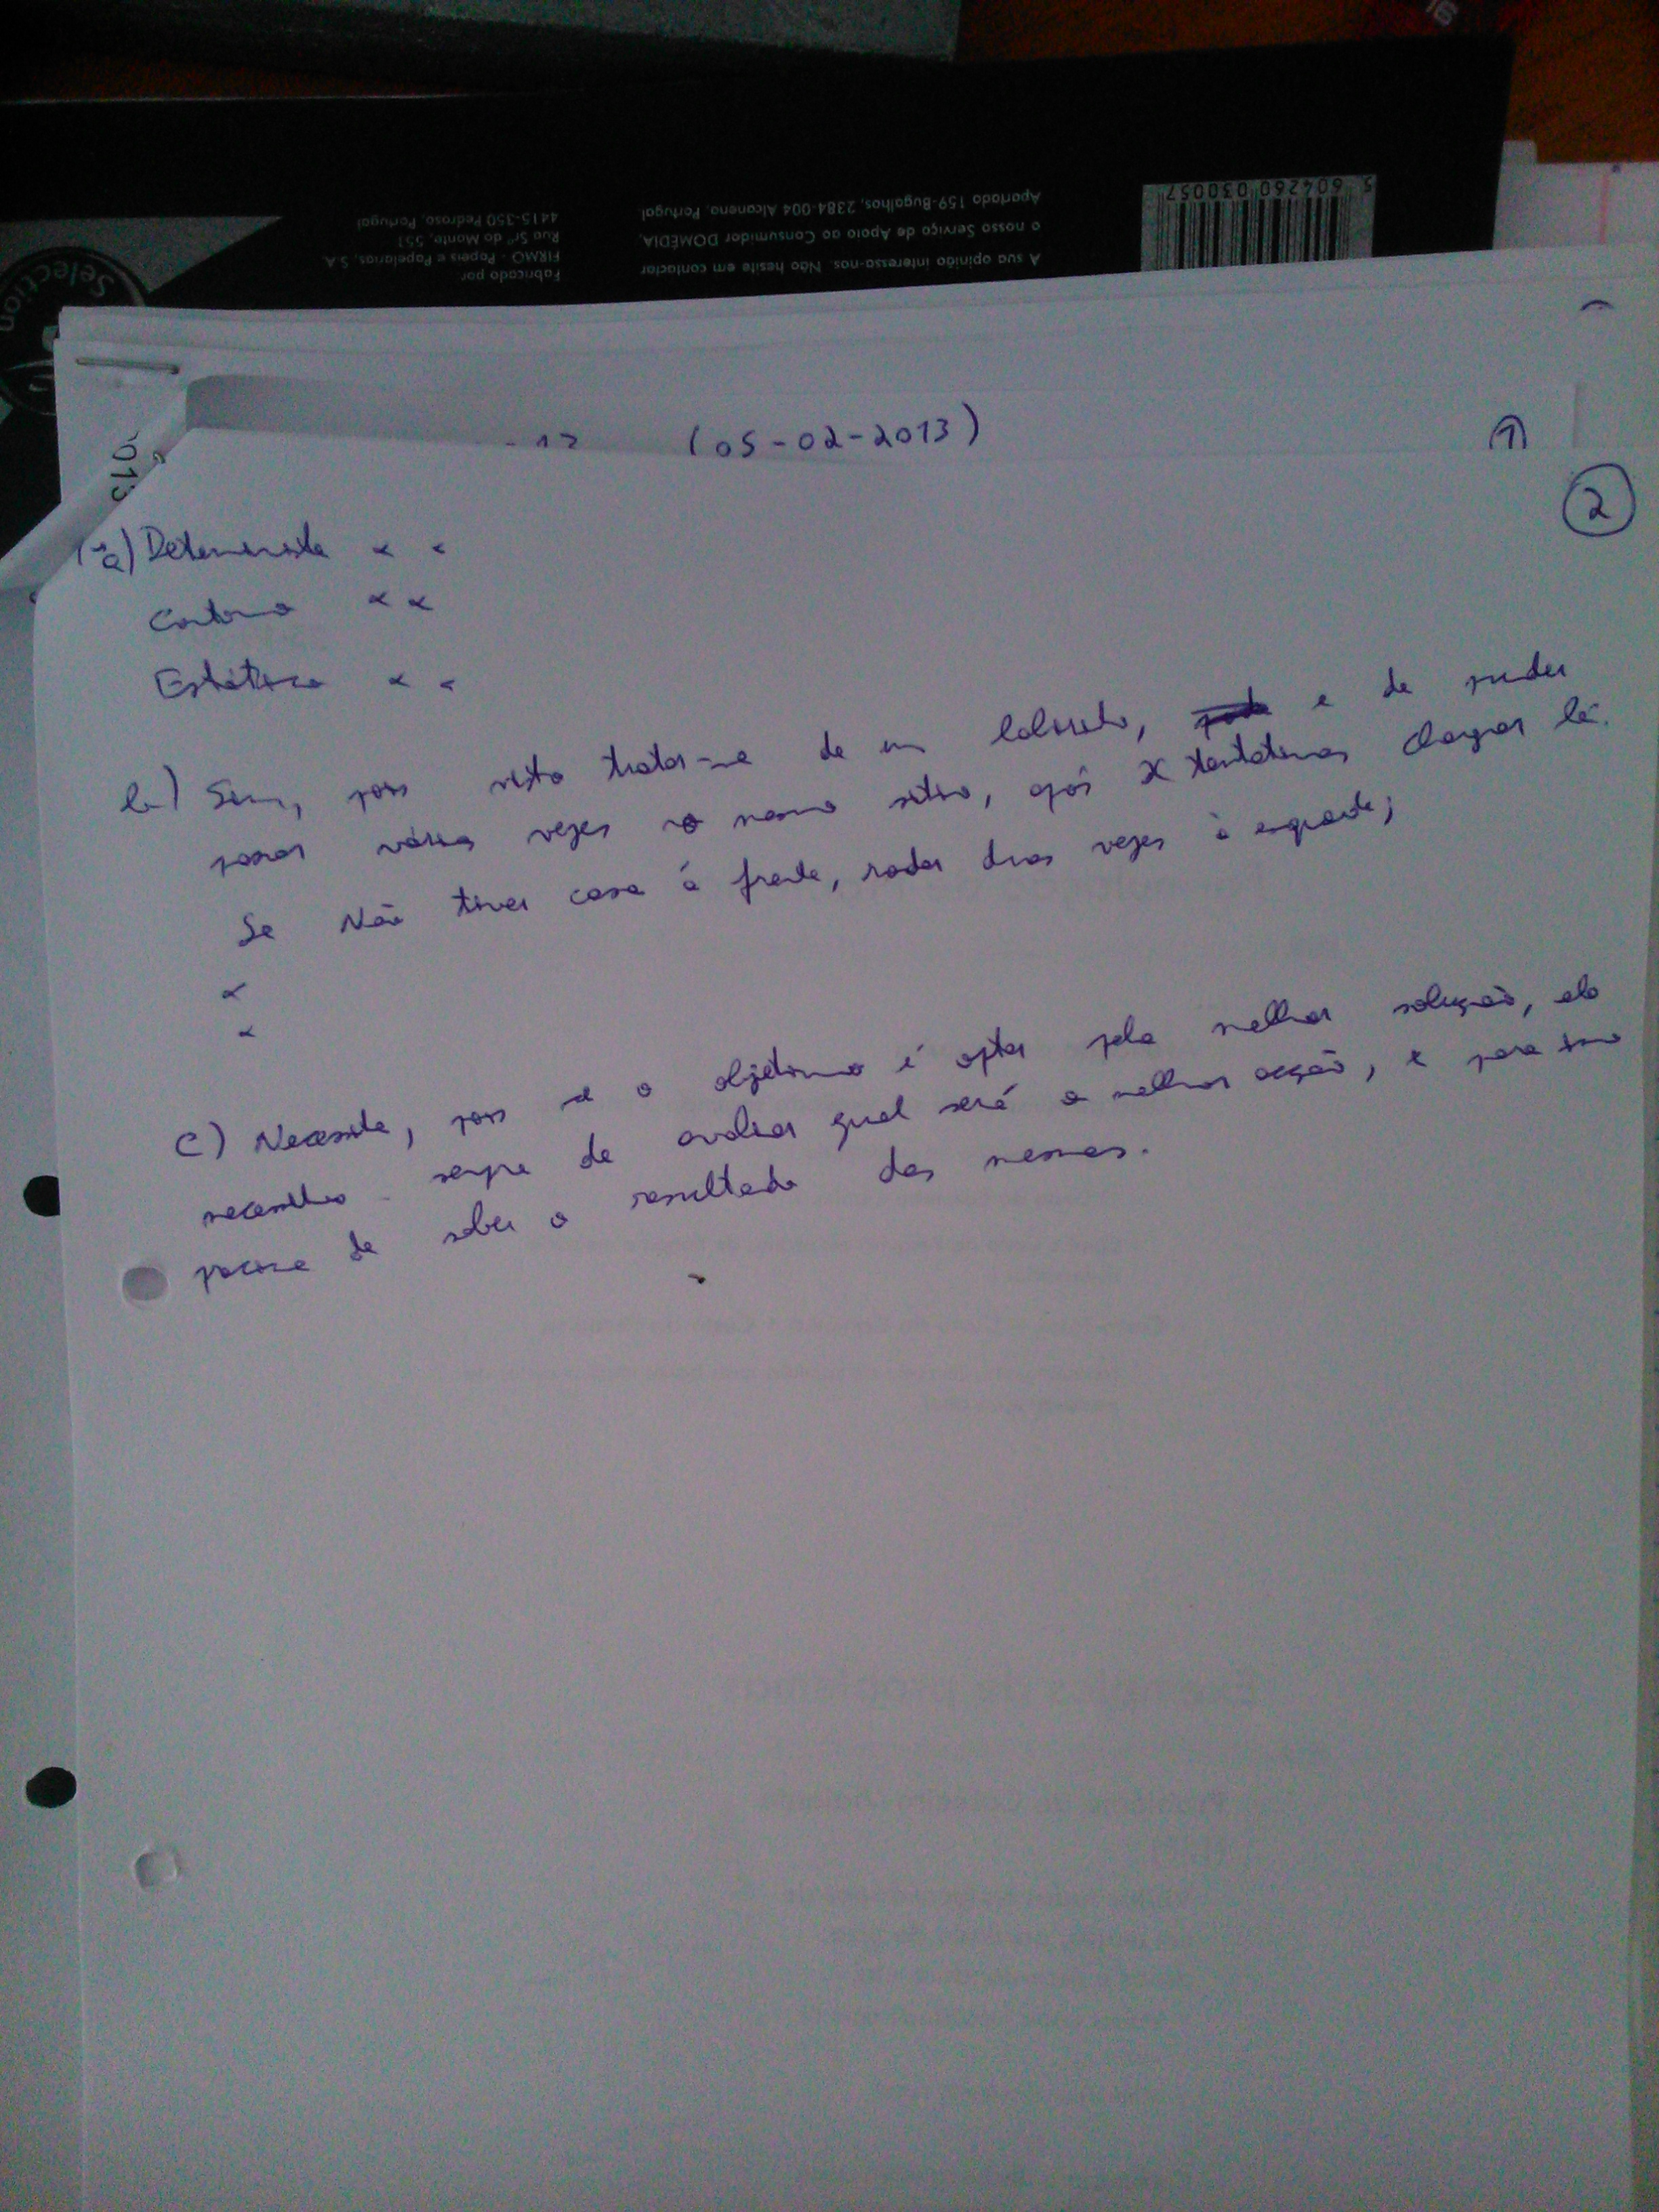 91
5 604260 030057
A sua opinião interessa-nos. Não hesite em contactar
o nosso Serviço de Apoio ao Consumidor DOMÉDIA,
Apartado 159-Bugalhos, 2384-004 Alcanena, Portugal
Fabricado por:
FIRMO - Papéis e Papelarias, S.A.
Rua Srª do Monte, 551
4415-350 Pedroso, Portugal
Selection
(05-02-2013)
1
013
2
a) Determinista " "
Contínuo " "
Estático " "
b) Sim, pois visto tratar-se de um labirinto, e de puder
passar várias vezes no mesmo sitio, após X tentativas chegar lá.
Se Não tiver casa à frente, rodar duas vezes à esquerda;
"
"
c) Necessita, pois se o objetivo é optar pela melhor solução, ele
necessita sempre de avaliar qual será a melhor acção, e para isso
precisa de saber o resultado das mesmas.